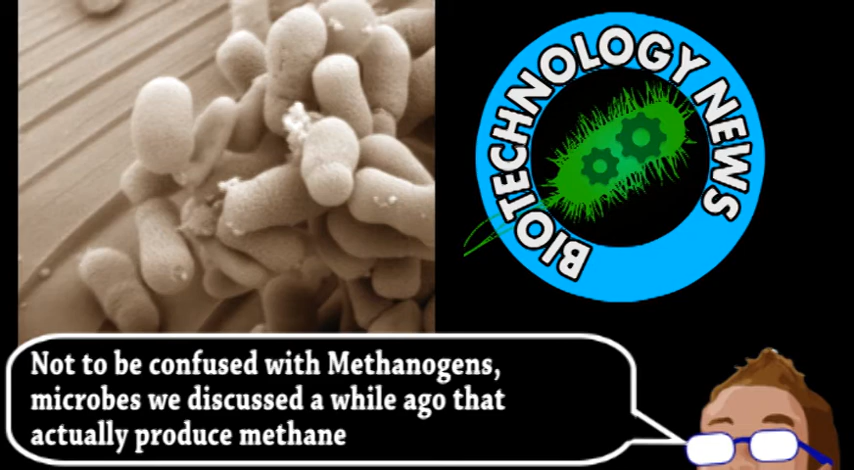 BIOTECHNOLOGY NEWS
Not to be confused with Methanogens,
microbes we discussed a while ago that
actually produce methane